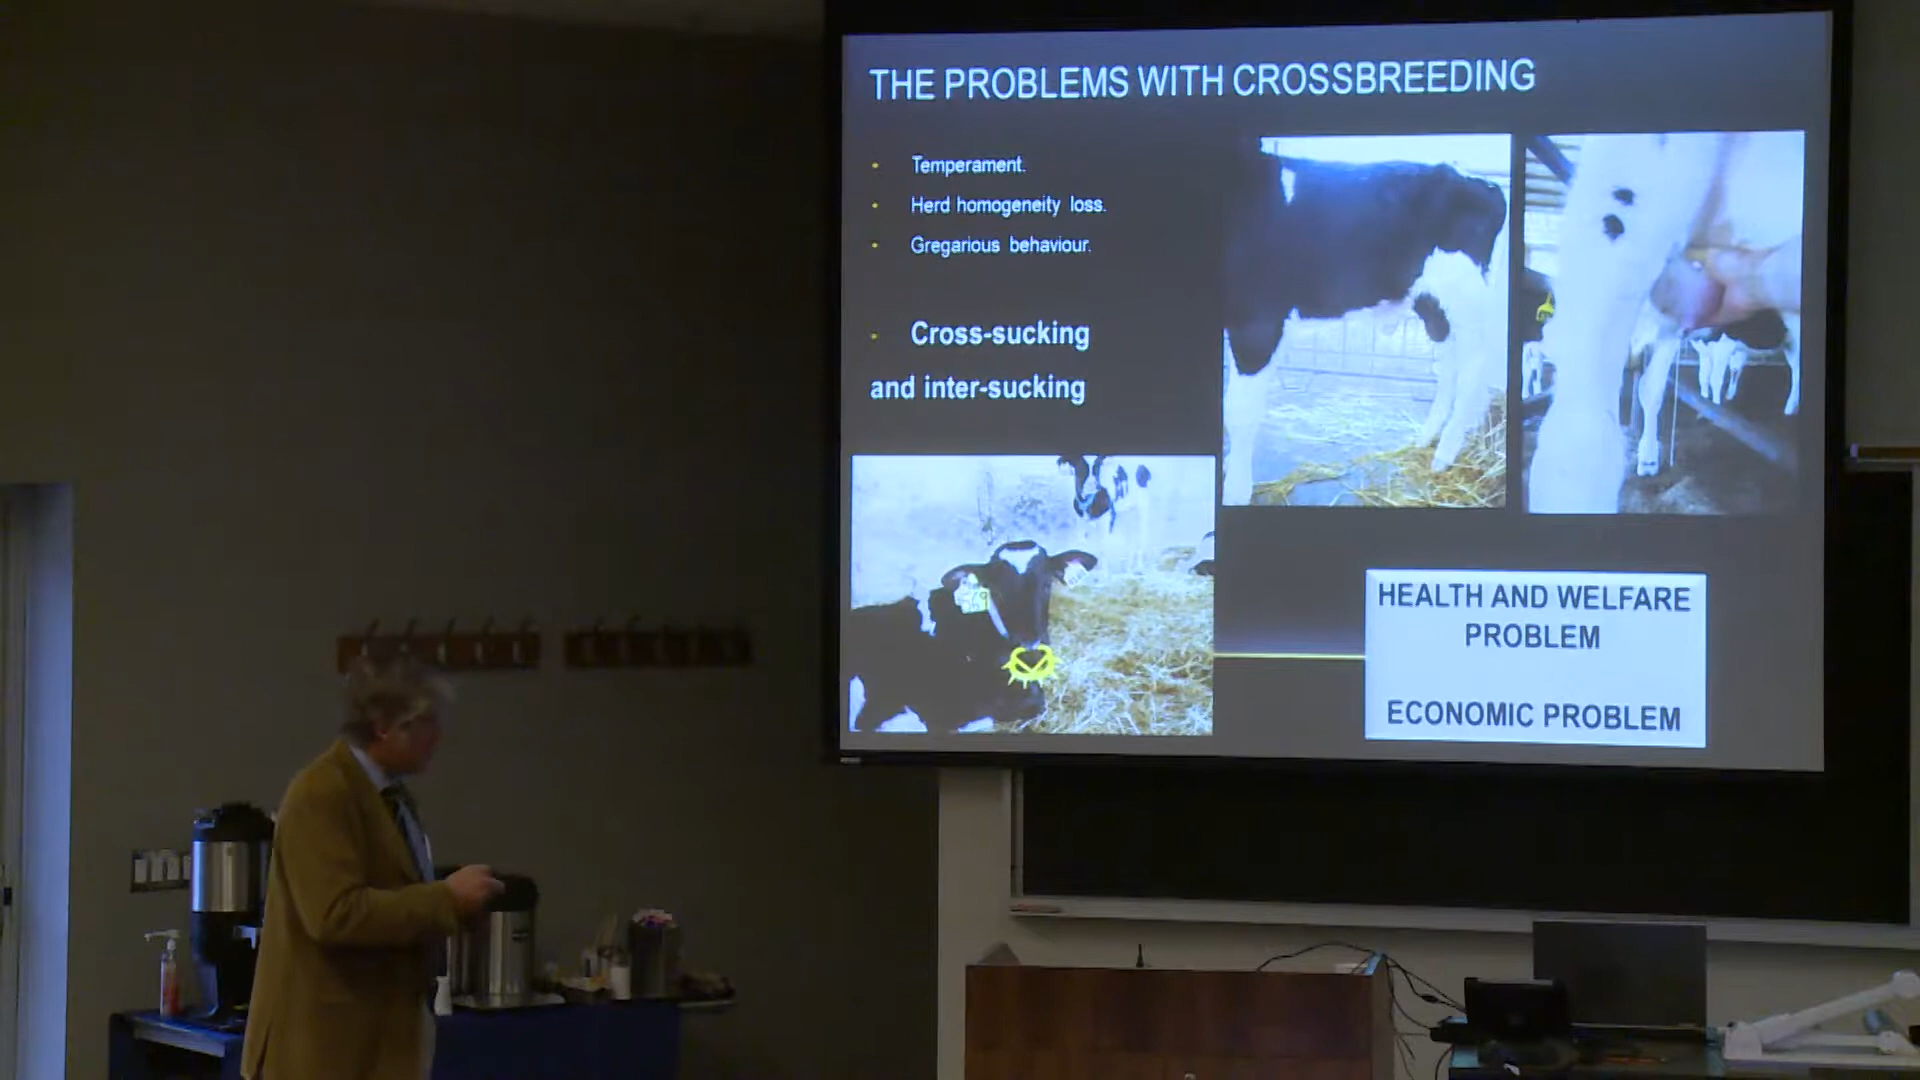 THE PROBLEMS WITH CROSSBREEDING
• Temperament.
• Herd homogeneity loss.
• Gregarious behaviour.
• Cross-sucking
and inter-sucking
HEALTH AND WELFARE
PROBLEM
ECONOMIC PROBLEM